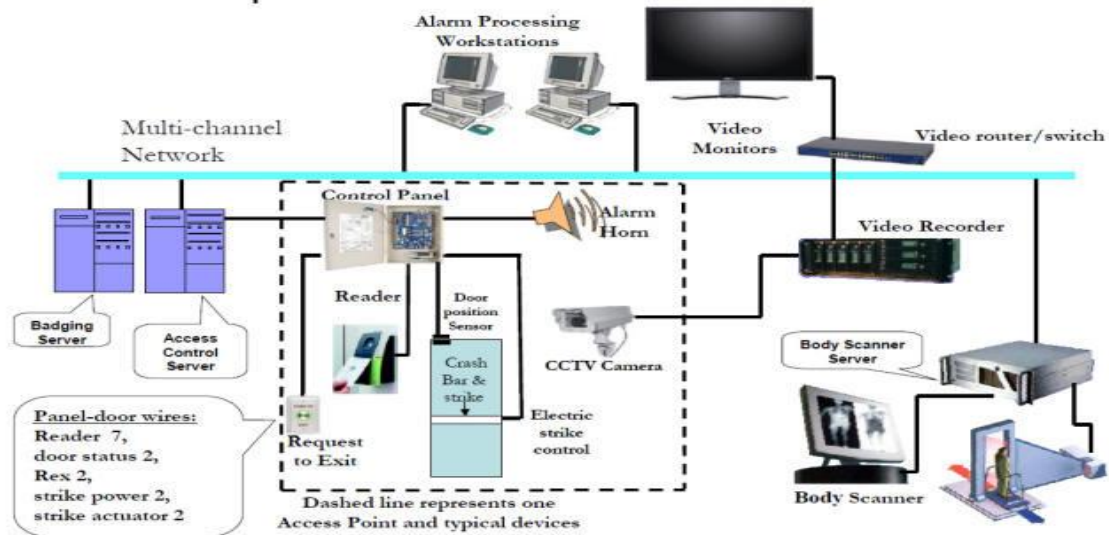 Alarm Processing
Workstations
Multi-channel
Network
Video
Monitors
Video router/switch
Control Panel
Alarm
Horn
Video Recorder
Badging
Server
Access
Control
Server
Reader
Door
position
Sensor
Crash
Bar &
strike
CCTV Camera
Body Scanner
Server
Panel-door wires:
Reader 7,
door status 2,
Rex 2,
strike power 2,
strike actuator 2
Request
to Exit
Electric
strike
control
Body Scanner
Dashed line represents one
Access Point and typical devices